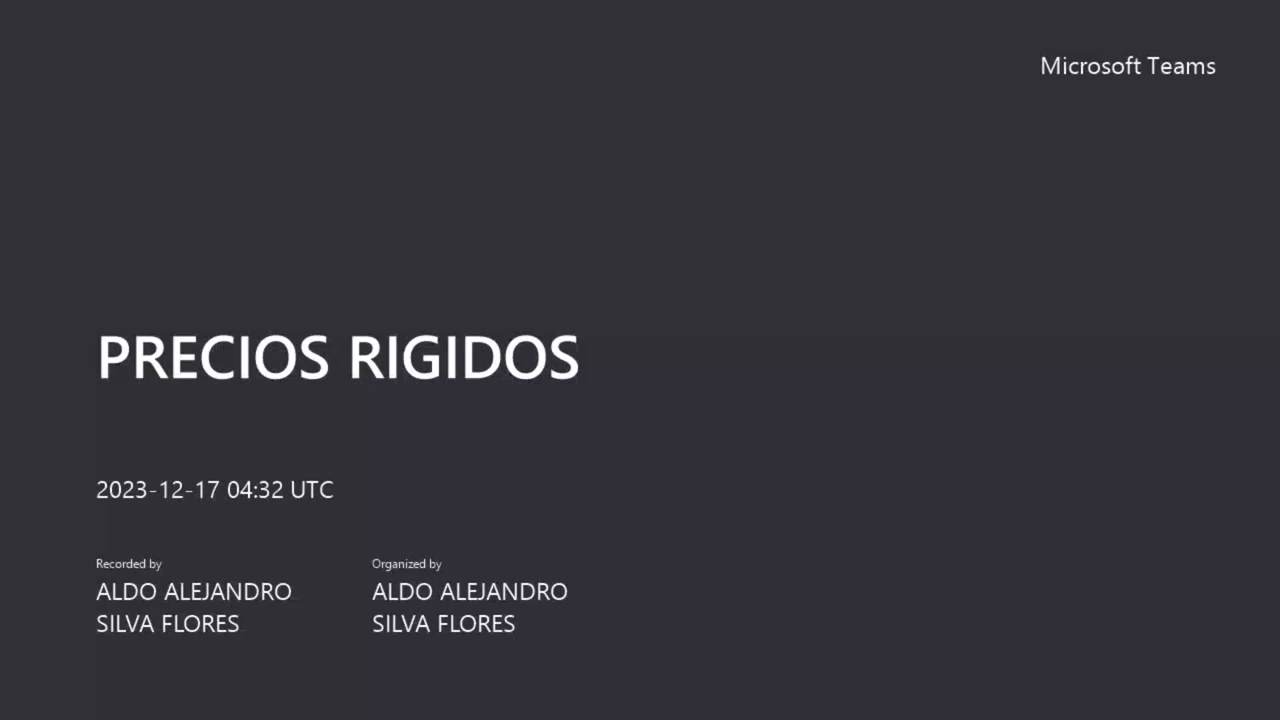 Microsoft Teams
PRECIOS RIGIDOS
2023-12-17 04:32 UTC
Recorded by
ALDO ALEJANDRO
SILVA FLORES
Organized by
ALDO ALEJANDRO
SILVA FLORES